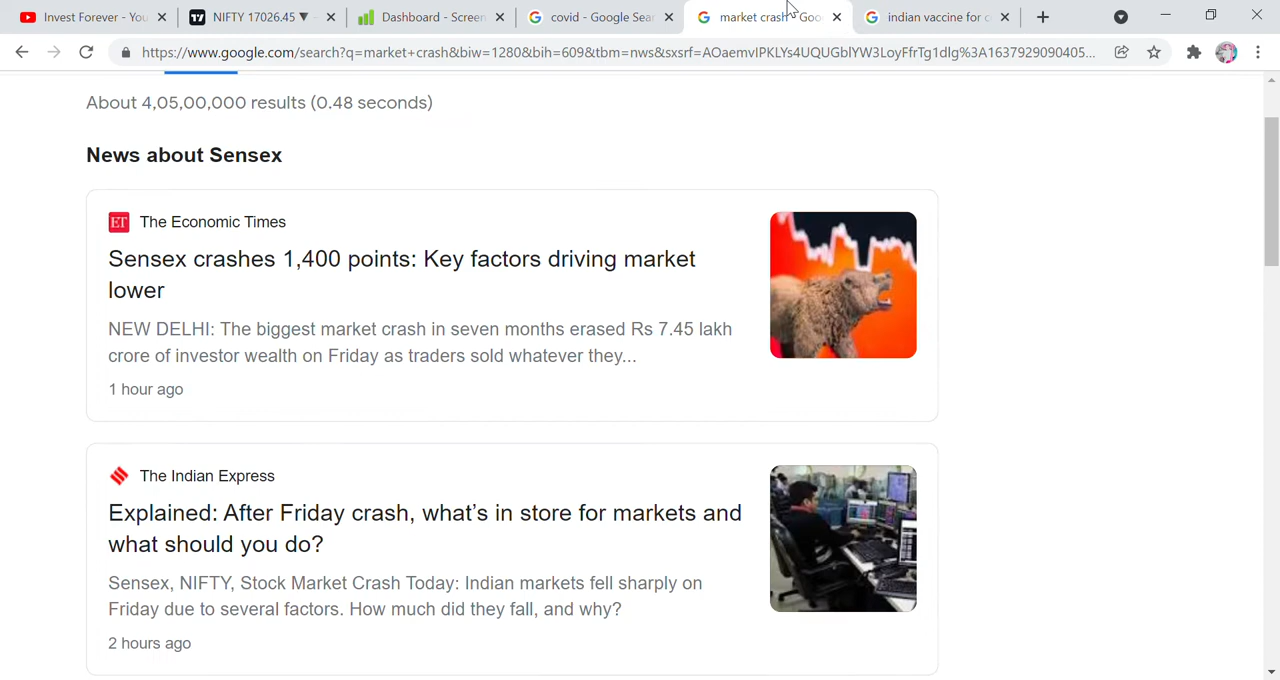 Invest Forever - You
NIFTY 17026.45 ▼ -
Dashboard - Screen
covid - Google Sear
market crash
indian vaccine for c
https://www.google.com/search?q=market+crash&biw=1280&bih=609&tbm=nws&sxsrf=AOaemvIPKLYs4UQUGblYW3LoyFfrTg1dlg%3A1637929090405...
About 4,05,00,000 results (0.48 seconds)
News about Sensex
ET The Economic Times
Sensex crashes 1,400 points: Key factors driving market
lower
NEW DELHI: The biggest market crash in seven months erased Rs 7.45 lakh
crore of investor wealth on Friday as traders sold whatever they...
1 hour ago
The Indian Express
Explained: After Friday crash, what's in store for markets and
what should you do?
Sensex, NIFTY, Stock Market Crash Today: Indian markets fell sharply on
Friday due to several factors. How much did they fall, and why?
2 hours ago